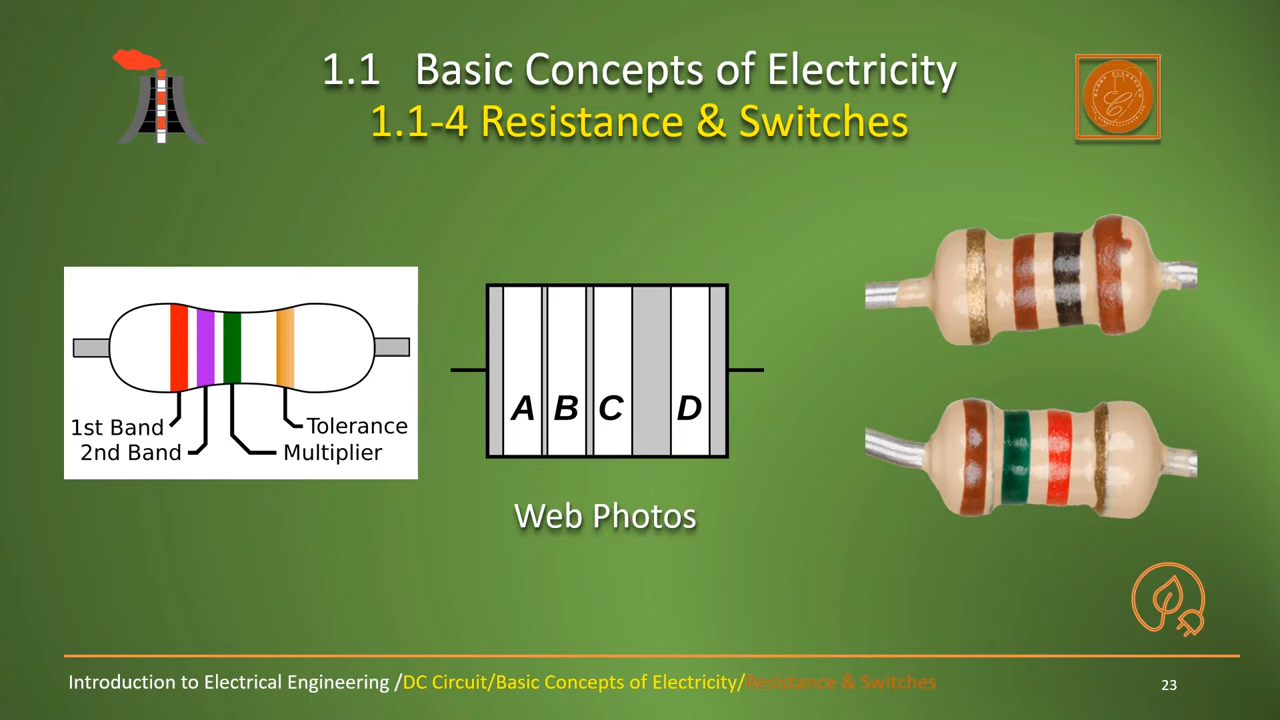 1.1 Basic Concepts of Electricity
1.1-4 Resistance & Switches
1st Band
2nd Band
Tolerance
Multiplier
A B C D
Web Photos
Introduction to Electrical Engineering /DC Circuit/Basic Concepts of Electricity/Resistance & Switches
23